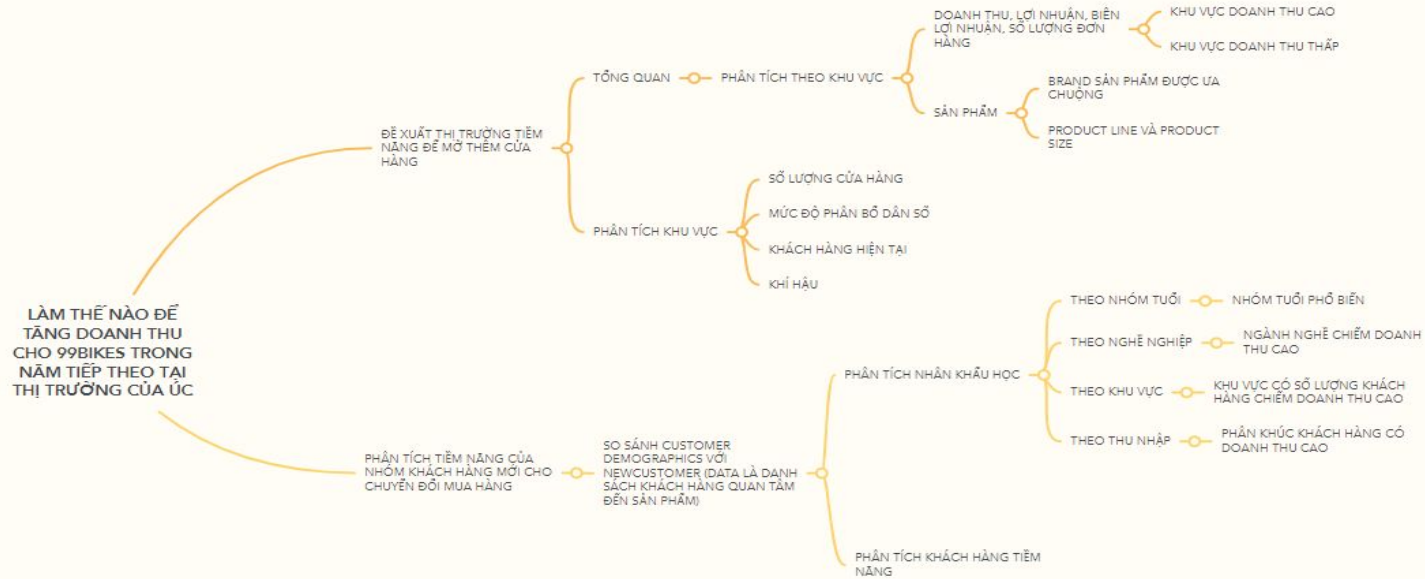 DOANH THU, LỢI NHUẬN, BIÊN
LỢI NHUẬN, SỐ LƯỢNG ĐƠN
HÀNG
KHU VỰC DOANH THU CAO
KHU VỰC DOANH THU THẤP
TỔNG QUAN
PHÂN TÍCH THEO KHU VỰC
SẢN PHẨM
BRAND SẢN PHẨM ĐƯỢC ƯA
CHUỘNG
PRODUCT LINE VÀ PRODUCT
SIZE
ĐỀ XUẤT THỊ TRƯỜNG TIỀM
NĂNG ĐỂ MỞ THÊM CỬA
HÀNG
PHÂN TÍCH KHU VỰC
SỐ LƯỢNG CỬA HÀNG
MỨC ĐỘ PHÂN BỔ DÂN SỐ
KHÁCH HÀNG HIỆN TẠI
KHÍ HẬU
LÀM THẾ NÀO ĐỂ
TĂNG DOANH THU
CHO 99BIKES TRONG
NĂM TIẾP THEO TẠI
THỊ TRƯỜNG CỦA ÚC
PHÂN TÍCH TIỀM NĂNG CỦA
NHÓM KHÁCH HÀNG MỚI CHO
CHUYỂN ĐỔI MUA HÀNG
SO SÁNH CUSTOMER
DEMOGRAPHICS VỚI
NEWCUSTOMER (DATA LÀ DANH
SÁCH KHÁCH HÀNG QUAN TÂM
ĐẾN SẢN PHẨM)
PHÂN TÍCH NHÂN KHẨU HỌC
THEO NHÓM TUỔI
NHÓM TUỔI PHỔ BIẾN
THEO NGHỀ NGHIỆP
NGÀNH NGHỀ CHIẾM DOANH
THU CAO
THEO KHU VỰC
KHU VỰC CÓ SỐ LƯỢNG KHÁCH
HÀNG CHIẾM DOANH THU CAO
THEO THU NHẬP
PHÂN KHÚC KHÁCH HÀNG CÓ
DOANH THU CAO
PHÂN TÍCH KHÁCH HÀNG TIỀM
NĂNG